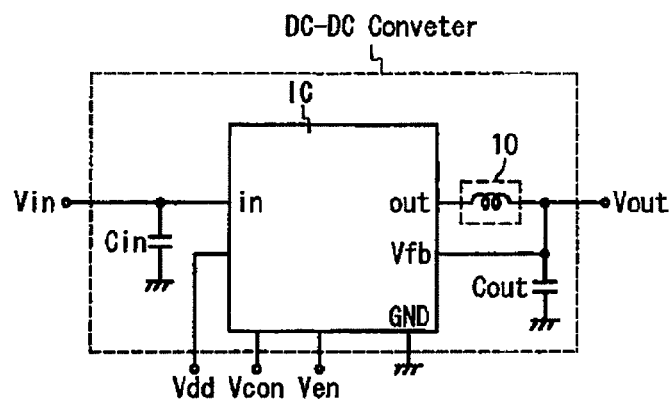 DC-DC Conveter
IC
10
Vin
in
out
Vout
Cin
Vfb
Cout
GND
Vdd Vcon Ven